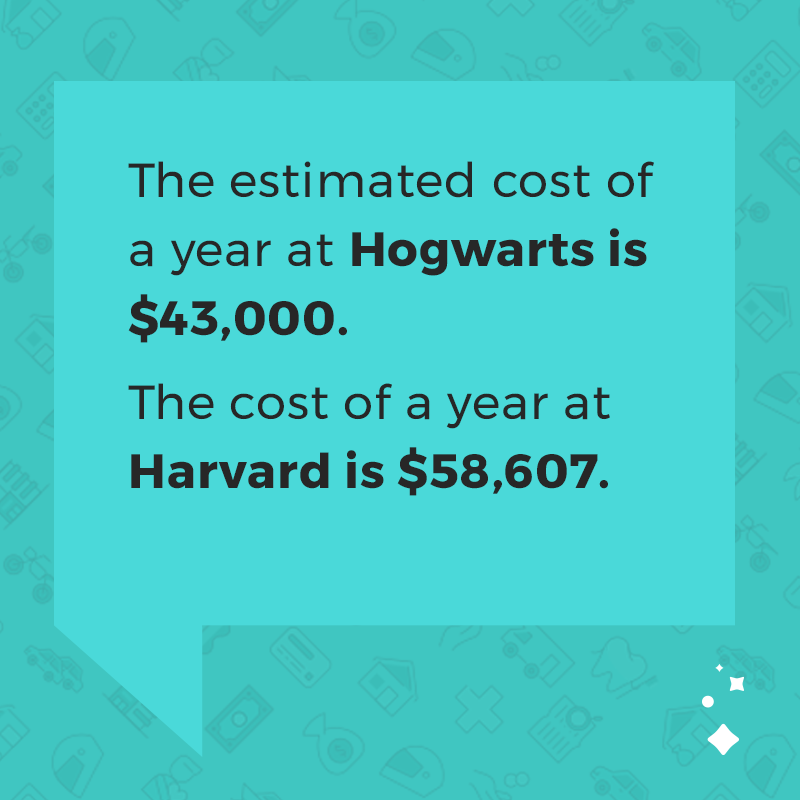 The estimated cost of
a year at Hogwarts is
$43,000.
The cost of a year at
Harvard is $58,607.